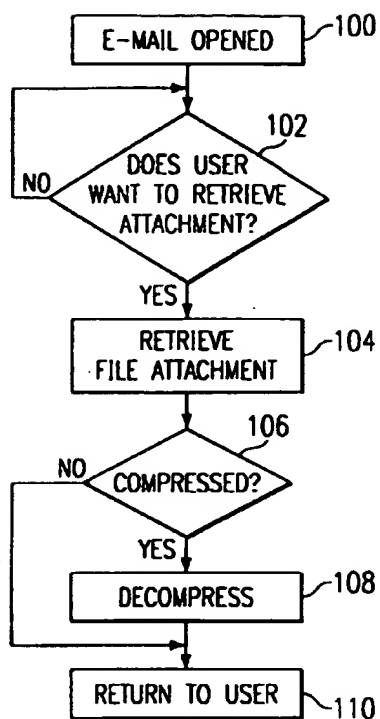 E-MAIL OPENED
100
102
DOES USER
WANT TO RETRIEVE
ATTACHMENT?
NO
YES
RETRIEVE
FILE ATTACHMENT
104
106
NO
COMPRESSED?
YES
DECOMPRESS
108
RETURN TO USER
110